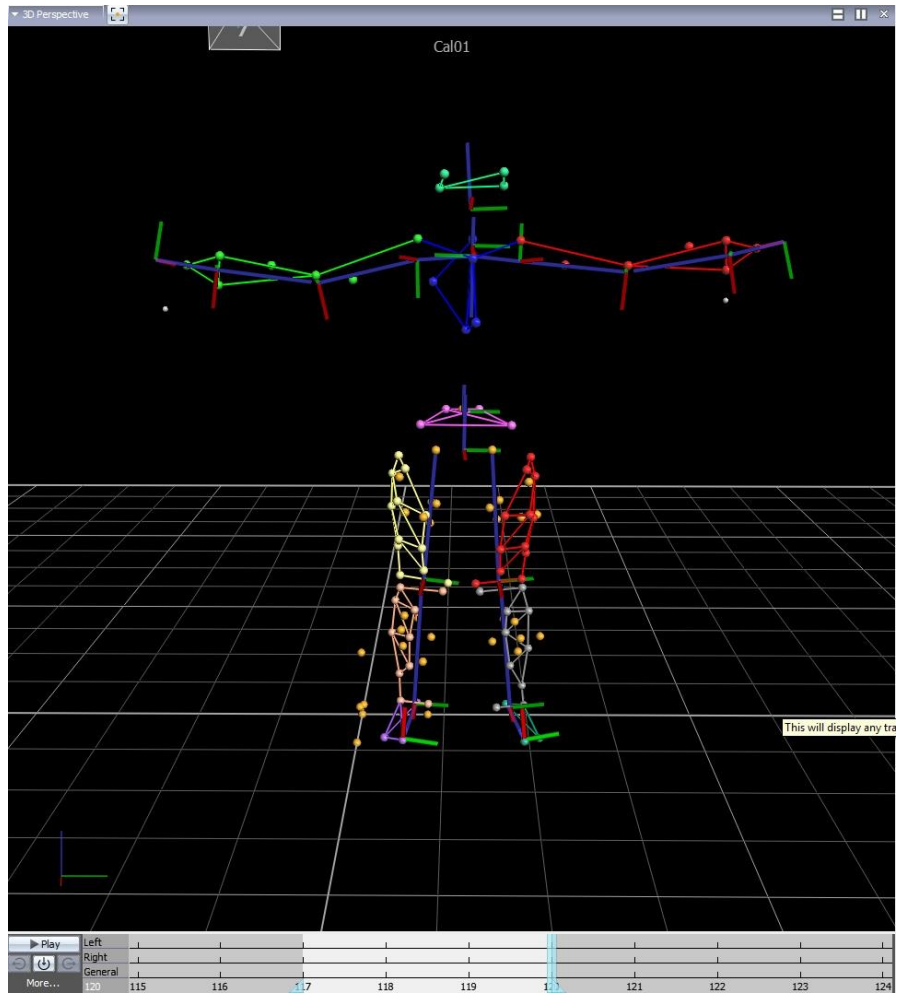 3D Perspective
Cal01
This will display any tra
Play
Left
Right
General
More...
120
115 116 117 118 119 120 121 122 123 124